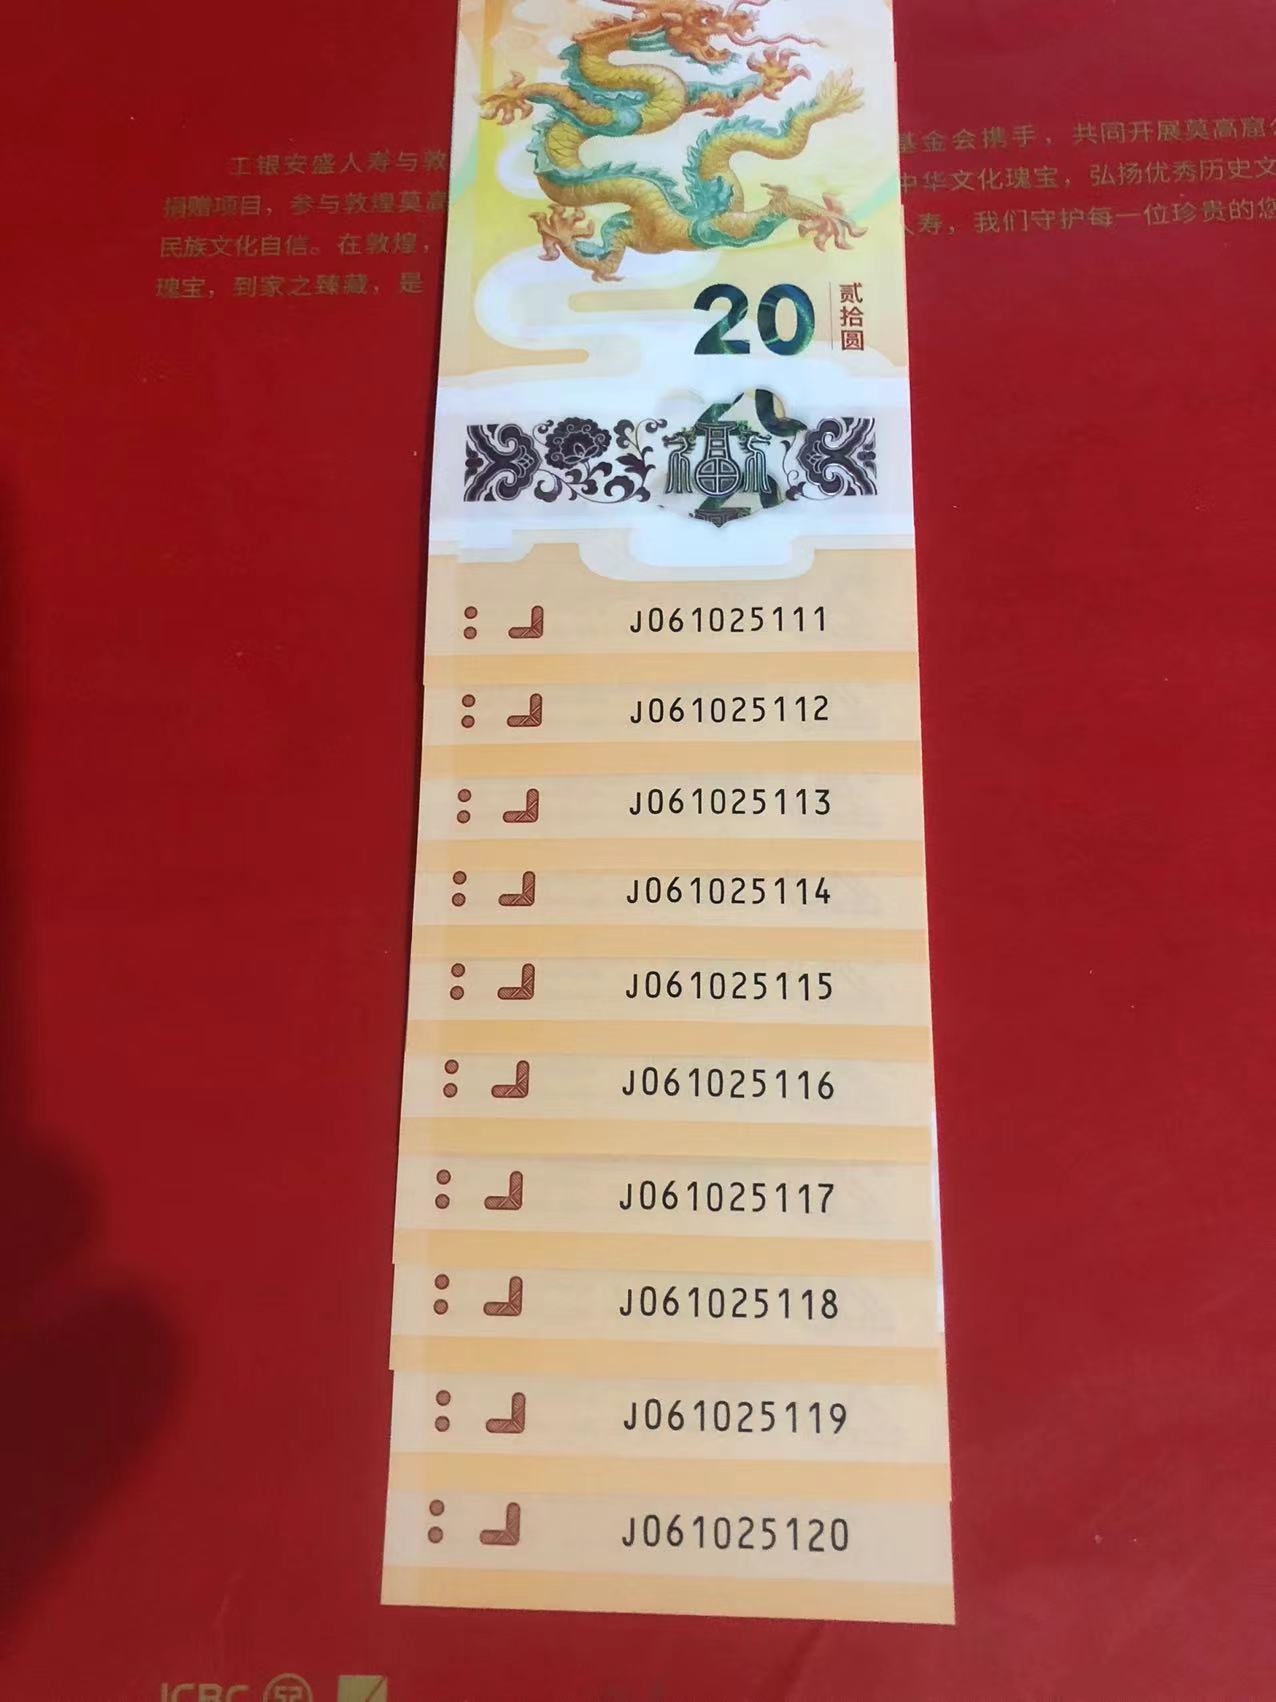 工银安盛人寿与敦
基金会携手，共同开展莫高窟
捐赠项目，参与敦煌莫高
中华文化瑰宝，弘扬优秀历史文
民族文化自信。在敦煌，
人寿，我们守护每一位珍贵的您
瑰宝，到家之臻藏，是
20
贰拾圆
J061025111
J061025112
J061025113
J061025114
J061025115
J061025116
J061025117
J061025118
J061025119
J061025120
ICBC